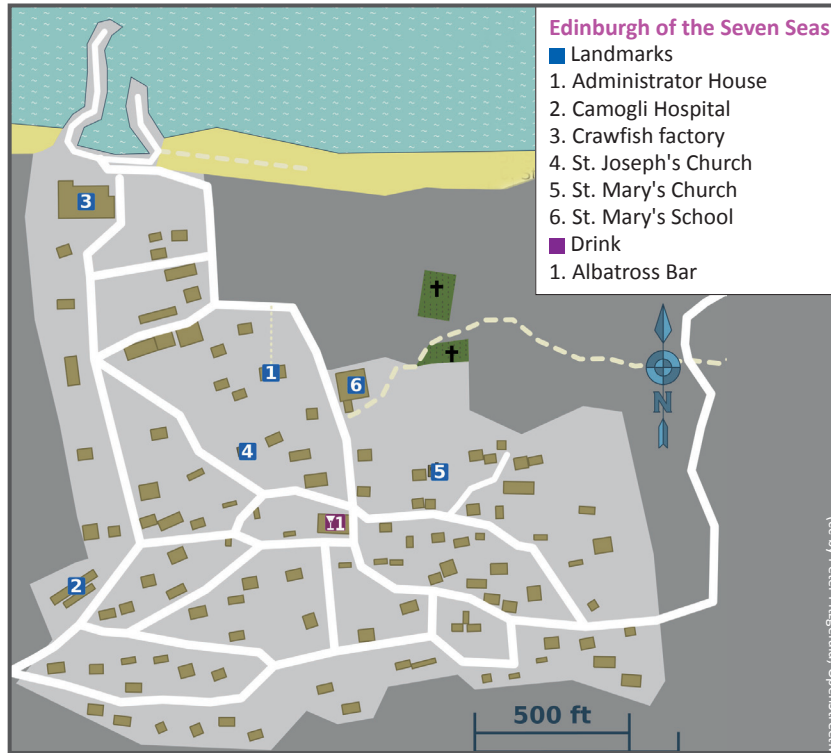 Edinburgh of the Seven Seas
Landmarks
1. Administrator House
2. Camogli Hospital
3. Crawfish factory
4. St. Joseph's Church
5. St. Mary's Church
6. St. Mary's School
Drink
1. Albatross Bar
3
1
6
4
5
1
2
N
500 ft